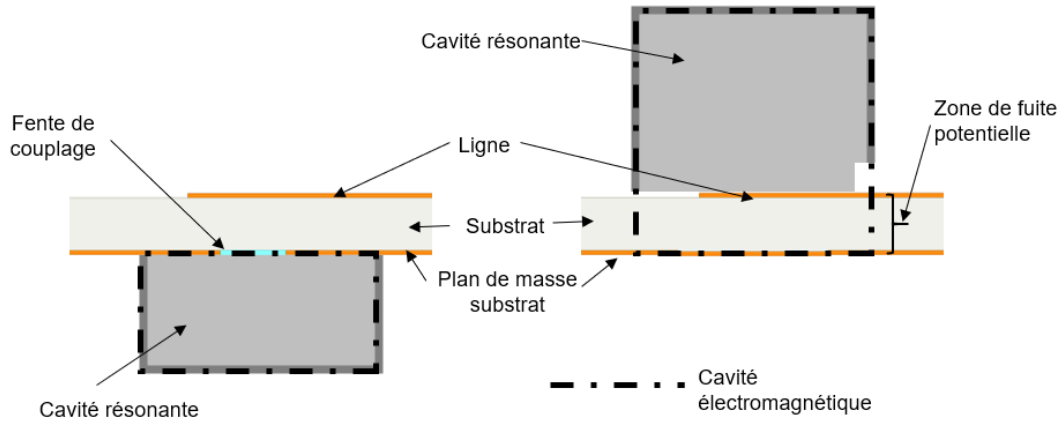 Cavité résonante
Fente de
couplage
Ligne
Zone de fuite
potentielle
Substrat
Plan de masse
substrat
Cavité résonante
Cavité
électromagnétique